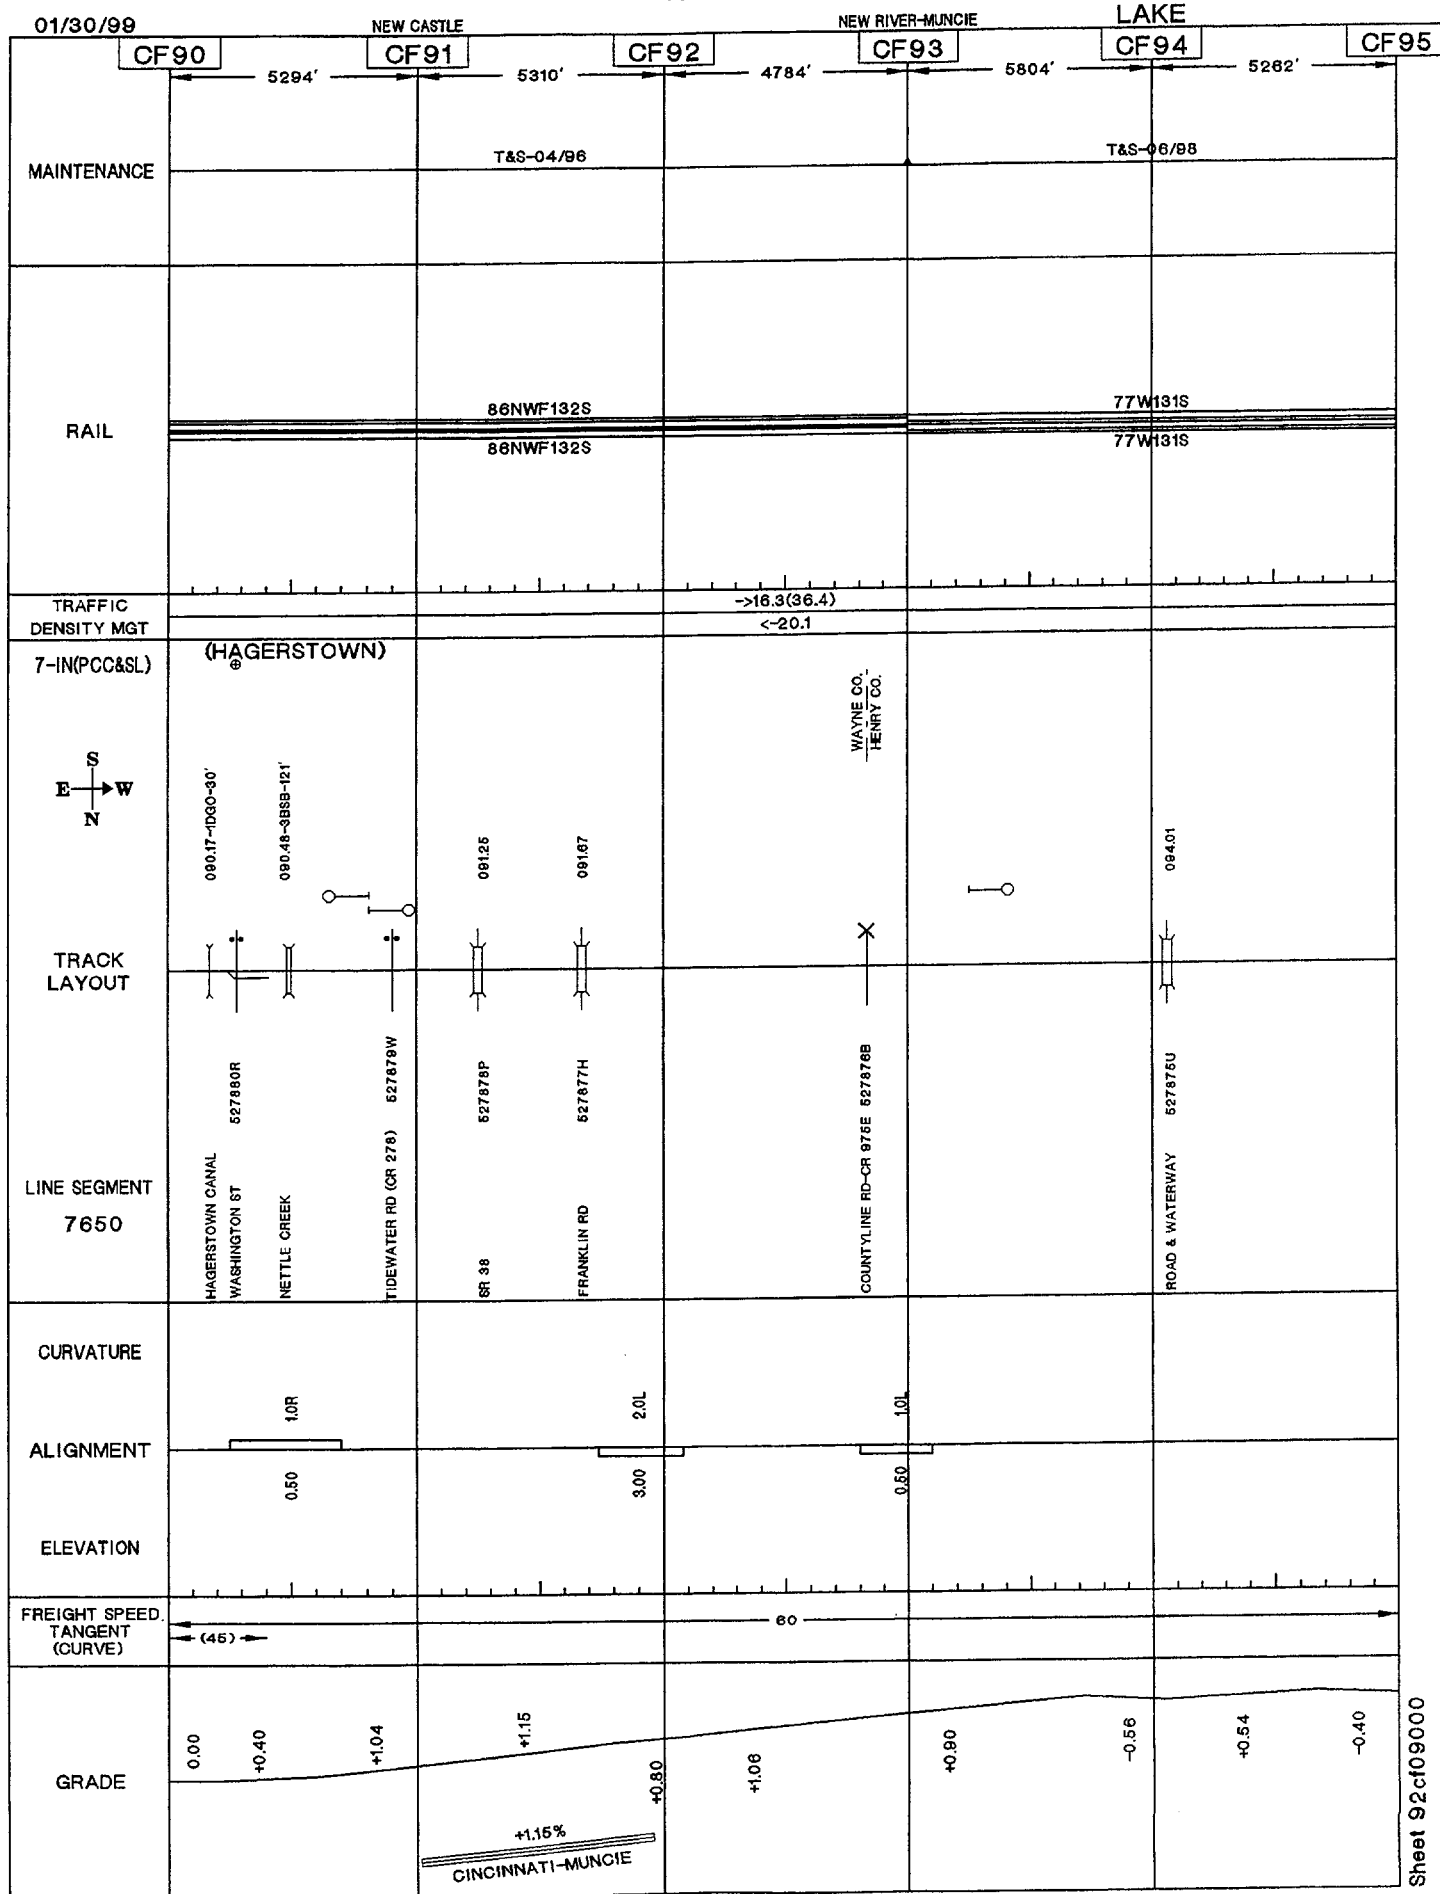 01/30/99
NEW CASTLE
NEW RIVER-MUNCIE
LAKE
CF90
CF91
CF92
CF93
CF94
CF95
5294'
5310'
4784'
5804'
5262'
MAINTENANCE
T&S-04/96
T&S-06/98
RAIL
86NWF132S
77W131S
86NWF132S
77W131S
TRAFFIC
DENSITY MGT
->16.3(36.4)
<-20.1
7-IN(PCC&SL)
(HAGERSTOWN)
WAYNE CO.
HENRY CO.
S
E W
N
090.17-1DGO-30'
090.48-3BSB-121'
091.25
091.67
094.01
TRACK
LAYOUT
527880R
527879W
527878P
527877H
527876B
527875U
LINE SEGMENT
7650
HAGERSTOWN CANAL
WASHINGTON ST
NETTLE CREEK
TIDEWATER RD (CR 278)
SR 38
FRANKLIN RD
COUNTYLINE RD-CR 975E
ROAD & WATERWAY
CURVATURE
1.0R
2.0L
1.0L
ALIGNMENT
0.50
3.00
0.50
ELEVATION
FREIGHT SPEED.
TANGENT
(CURVE)
60
(45)
GRADE
0.00
+0.40
+1.04
+1.15
+0.80
+1.06
+0.90
-0.56
+0.54
-0.40
+1.15%
CINCINNATI-MUNCIE
Sheet 92cf09000